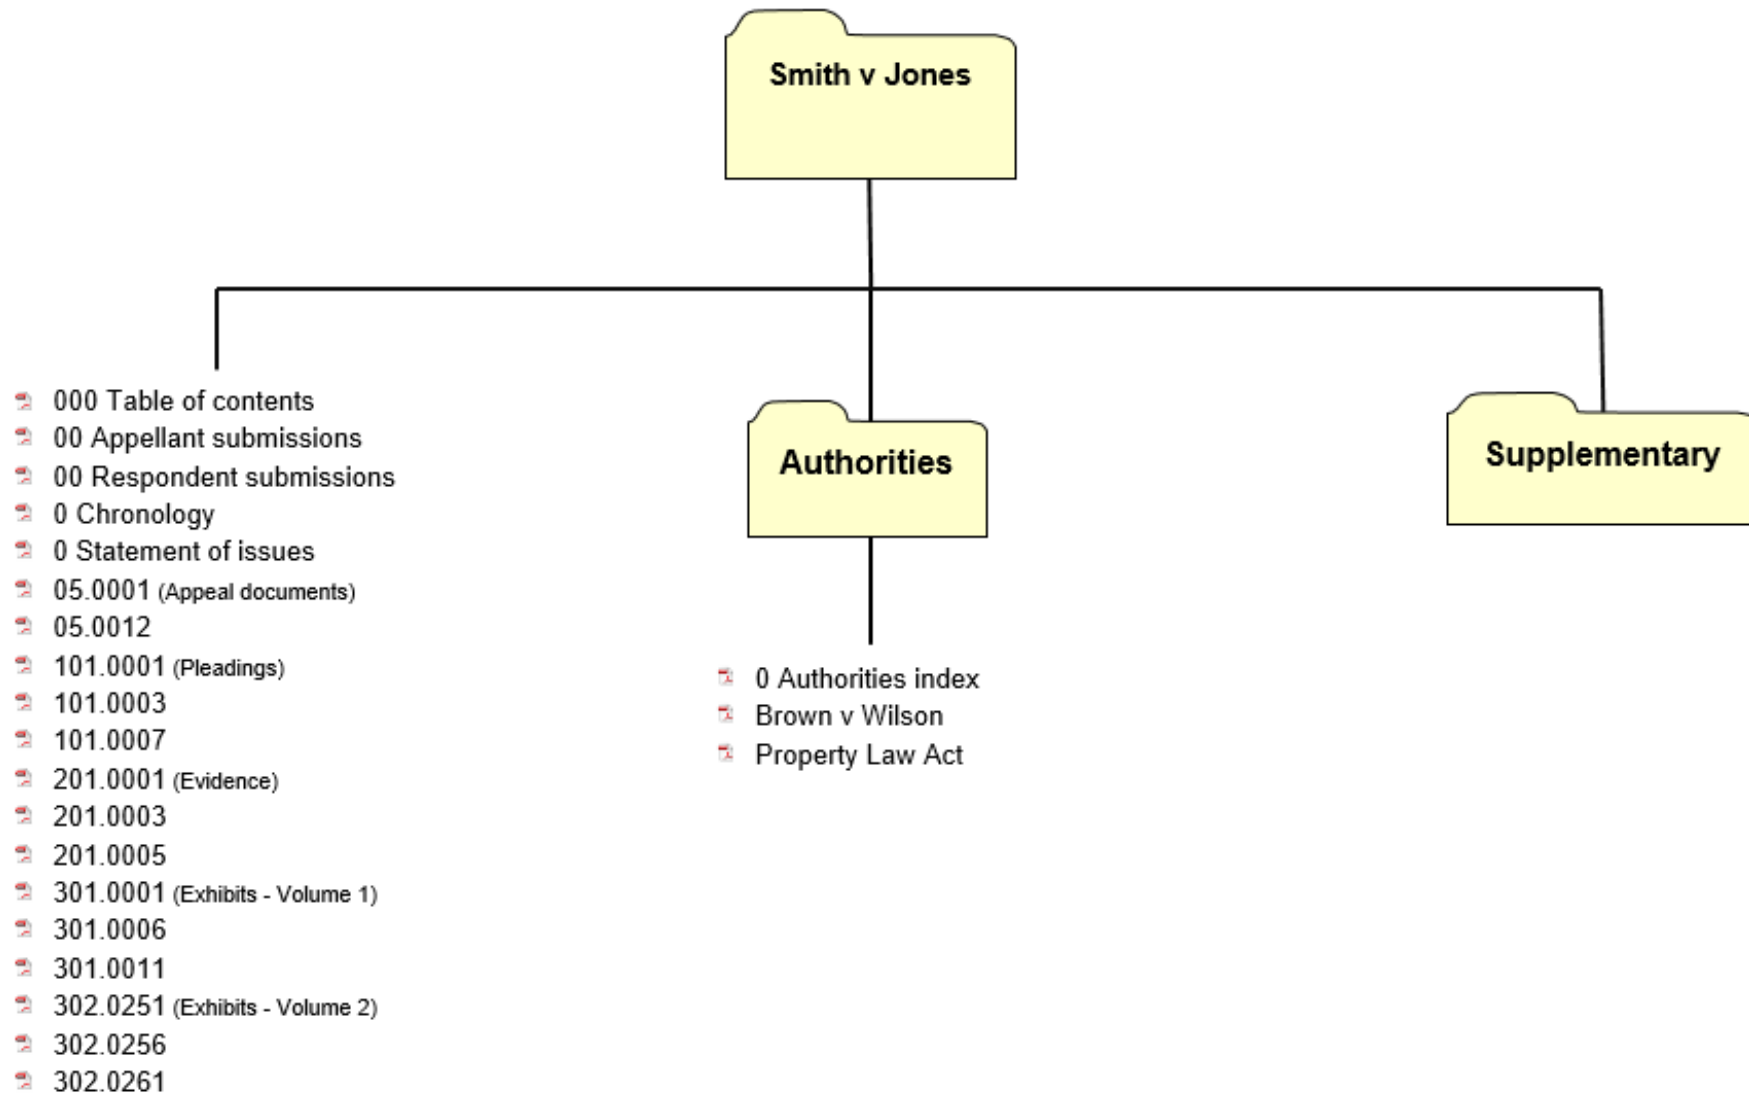 Smith v Jones
000 Table of contents
00 Appellant submissions
00 Respondent submissions
0 Chronology
0 Statement of issues
05.0001 (Appeal documents)
05.0012
101.0001 (Pleadings)
101.0003
101.0007
201.0001 (Evidence)
201.0003
201.0005
301.0001 (Exhibits - Volume 1)
301.0006
301.0011
302.0251 (Exhibits - Volume 2)
302.0256
302.0261
Authorities
0 Authorities index
Brown v Wilson
Property Law Act
Supplementary